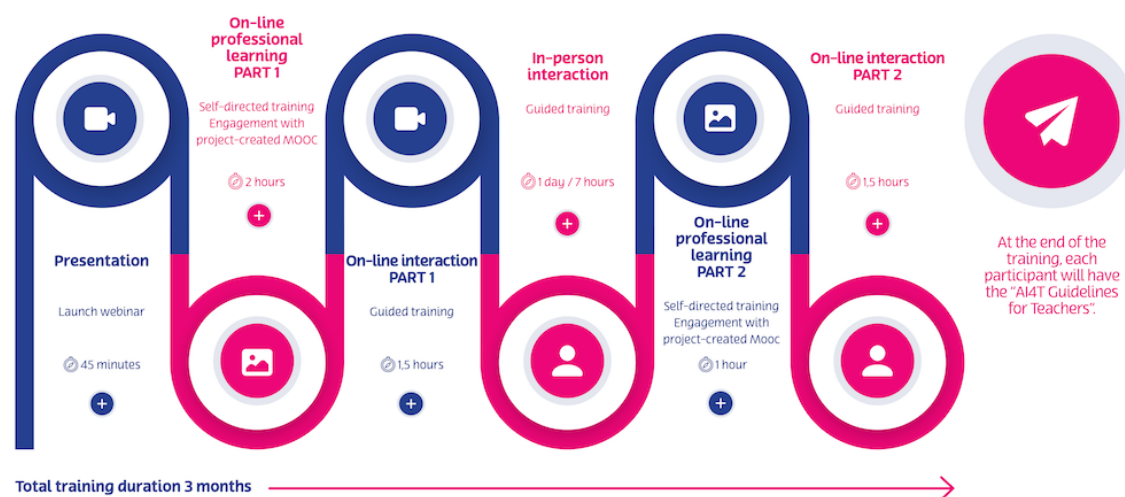 On-line
professional
learning
PART 1
Self-directed training
Engagement with
project-created MOOC
2 hours
+
In-person
interaction
Guided training
1 day / 7 hours
+
On-line interaction
PART 2
Guided training
1,5 hours
+
Presentation
Launch webinar
45 minutes
+
On-line interaction
PART 1
Guided training
1,5 hours
+
On-line
professional
learning
PART 2
Self-directed training
Engagement with
project-created Mooc
1 hour
+
At the end of the
training, each
participant will have
the "AI4T Guidelines
for Teachers".
Total training duration 3 months